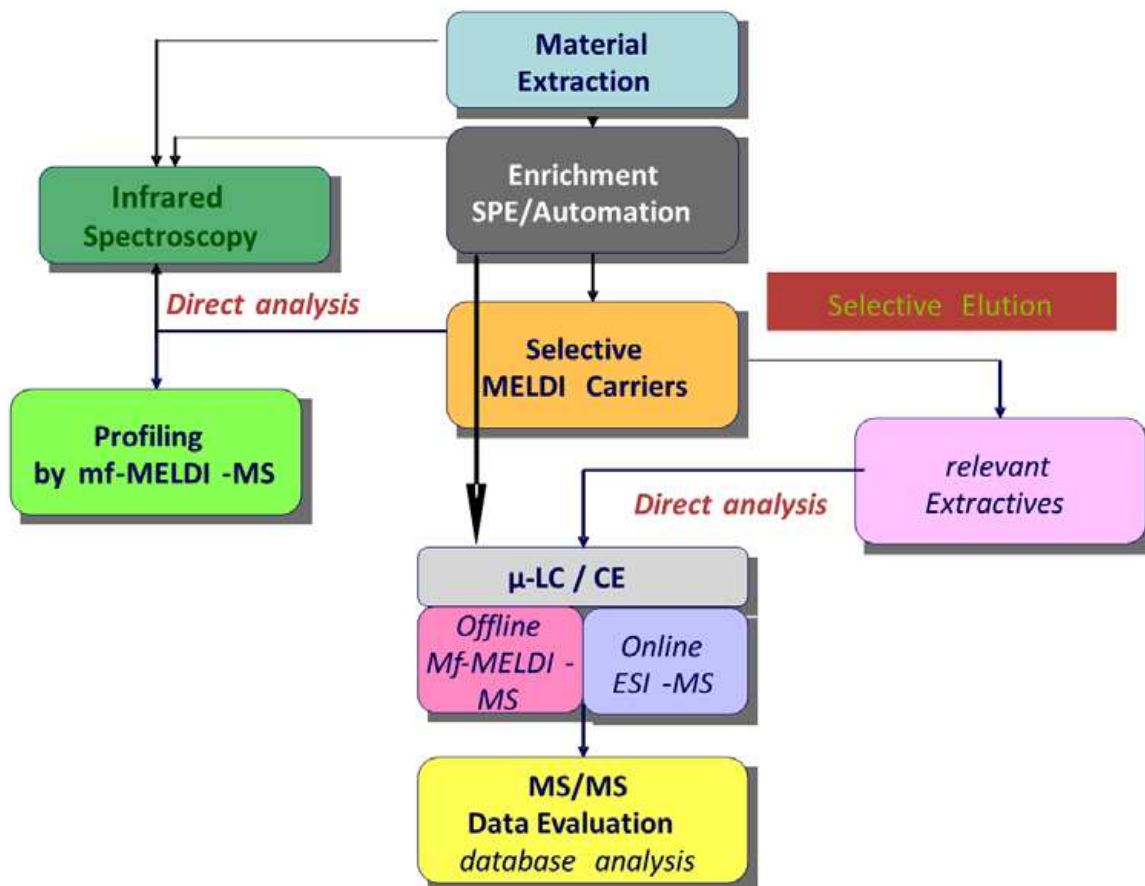 Material
Extraction
Enrichment
SPE/Automation
Infrared
Spectroscopy
Direct analysis
Selective Elution
Selective
MELDI Carriers
Profiling
by mf-MELDI -MS
relevant
Extractives
Direct analysis
µ-LC / CE
Offline
Mf-MELDI -
MS
Online
ESI -MS
MS/MS
Data Evaluation
database analysis